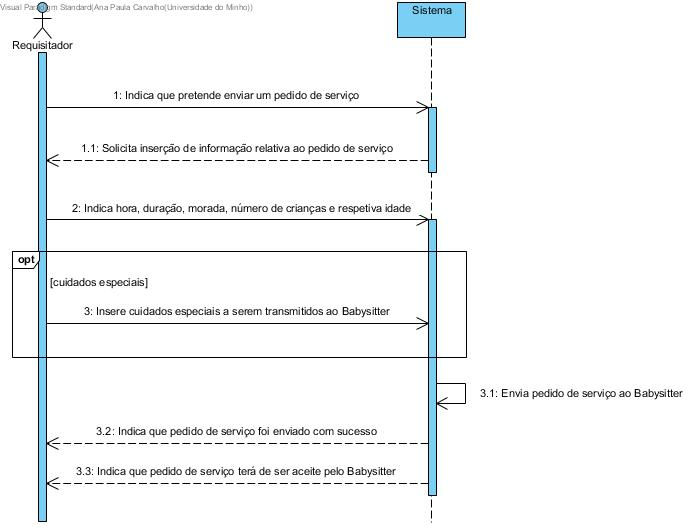 Visual Paradigm Standard(Ana Paula Carvalho(Universidade do Minho))
Sistema
Requisitador
1: Indica que pretende enviar um pedido de serviço
1.1: Solicita inserção de informação relativa ao pedido de serviço
2: Indica hora, duração, morada, número de crianças e respetiva idade
opt
[cuidados especiais]
3: Insere cuidados especiais a serem transmitidos ao Babysitter
3.1: Envia pedido de serviço ao Babysitter
3.2: Indica que pedido de serviço foi enviado com sucesso
3.3: Indica que pedido de serviço terá de ser aceite pelo Babysitter